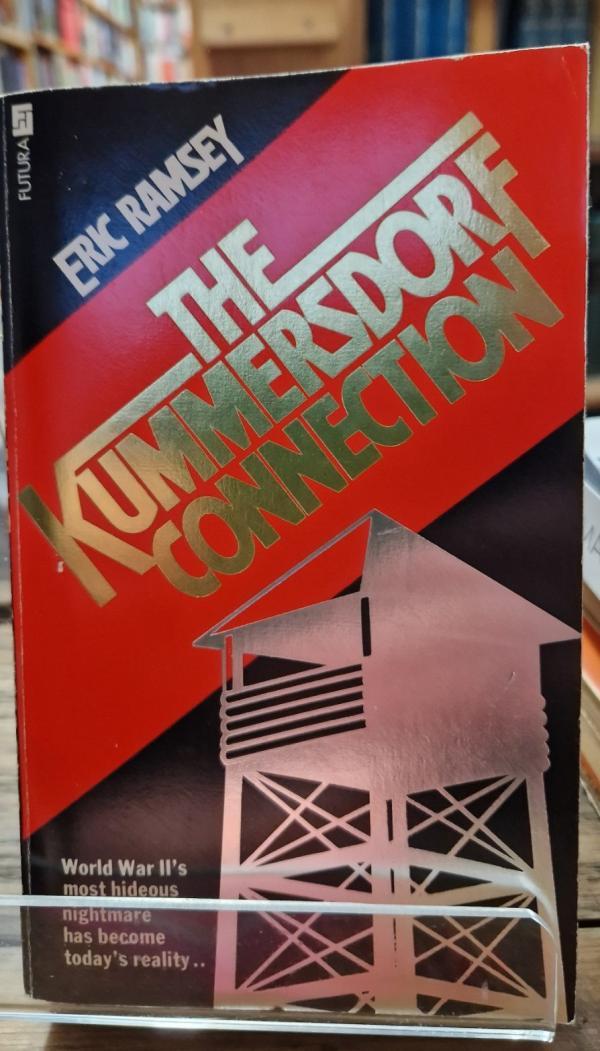 FUTURA
ERIC RAMSEY
THE
KUMMERSDORF
CONNECTION
World War II's
most hideous
nightmare
has become
today's reality..